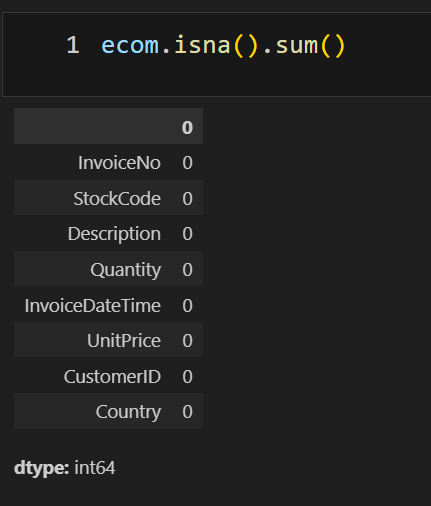 1 ecom.isna().sum()
0
InvoiceNo 0
StockCode 0
Description 0
Quantity 0
InvoiceDateTime 0
UnitPrice 0
CustomerID 0
Country 0
dtype: int64